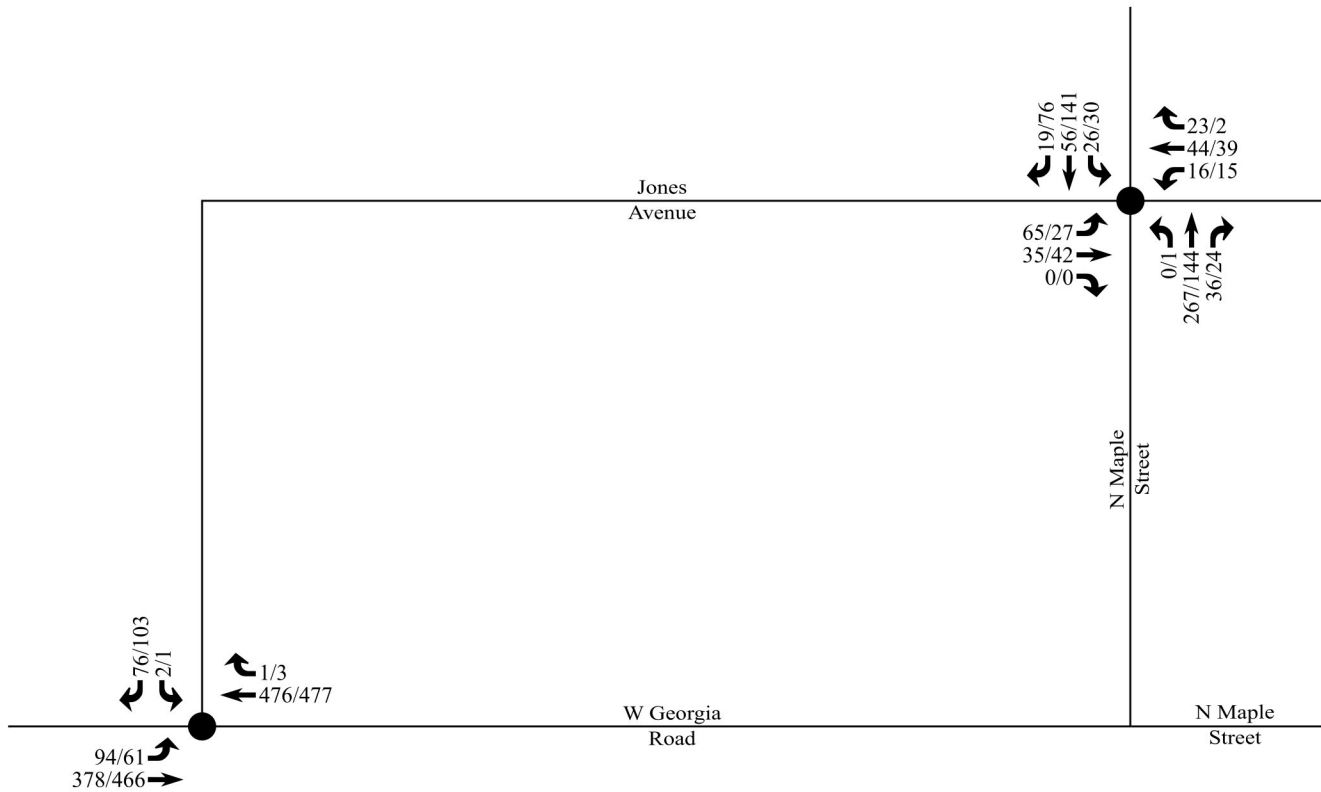 19/76
56/141
26/30
23/2
44/39
16/15
Jones
Avenue
65/27
35/42
0/0
0/1
267/144
36/24
N Maple
Street
76/103
2/1
1/3
476/477
W Georgia
Road
N Maple
Street
94/61
378/466